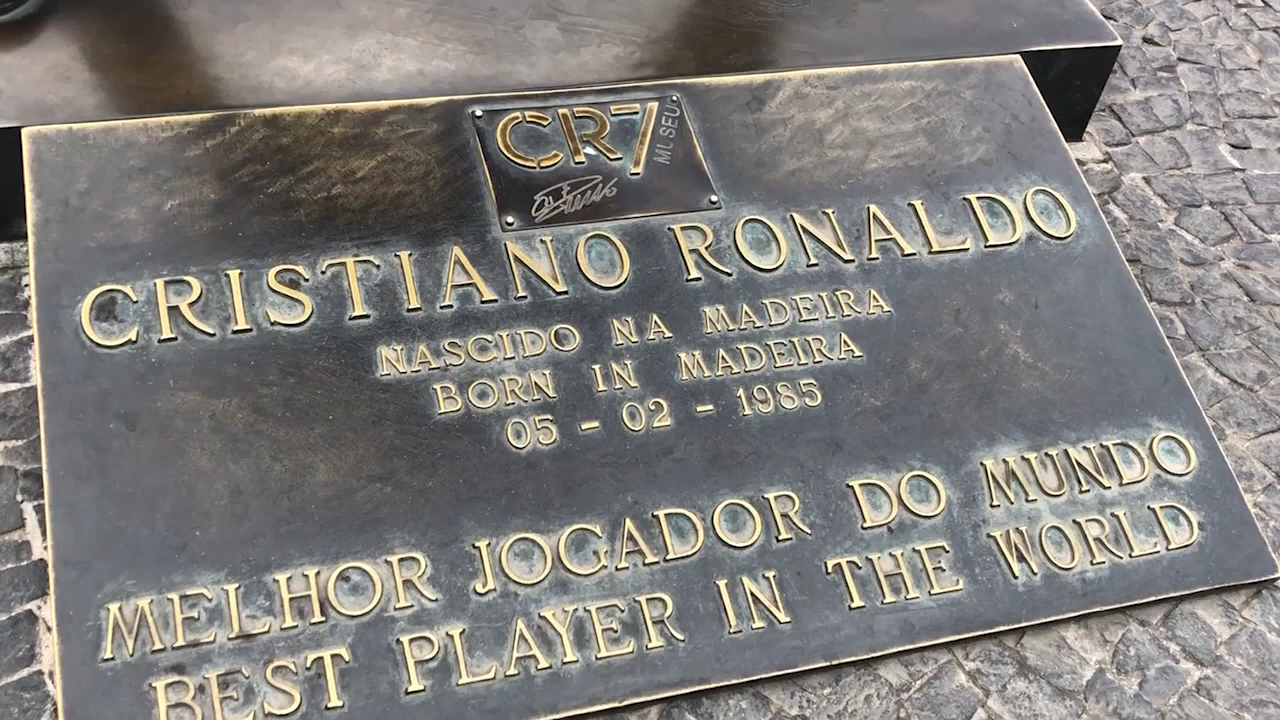 CR7
MUSEU
CRISTIANO RONALDO
NASCIDO NA MADEIRA
BORN IN MADEIRA
05 - 02 - 1985
MELHOR JOGADOR DO MUNDO
BEST PLAYER IN THE WORLD